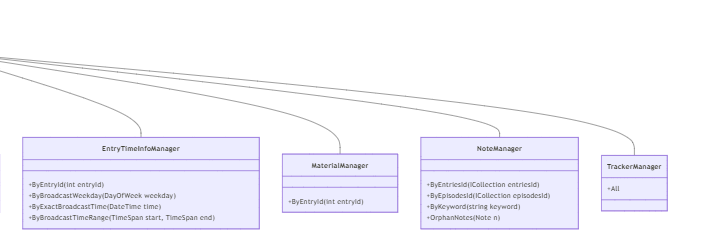 EntryTimeInfoManager
+ByEntryId(int entryId)
+ByBroadcastWeekday(DayOfWeek weekday)
+ByExactBroadcastTime(DateTime time)
+ByBroadcastTimeRange(TimeSpan start, TimeSpan end)
MaterialManager
+ByEntryId(int entryId)
NoteManager
+ByEntriesId(ICollection entriesId)
+ByEpisodesId(ICollection episodesId)
+ByKeyword(string keyword)
+OrphanNotes(Note n)
TrackerManager
+All